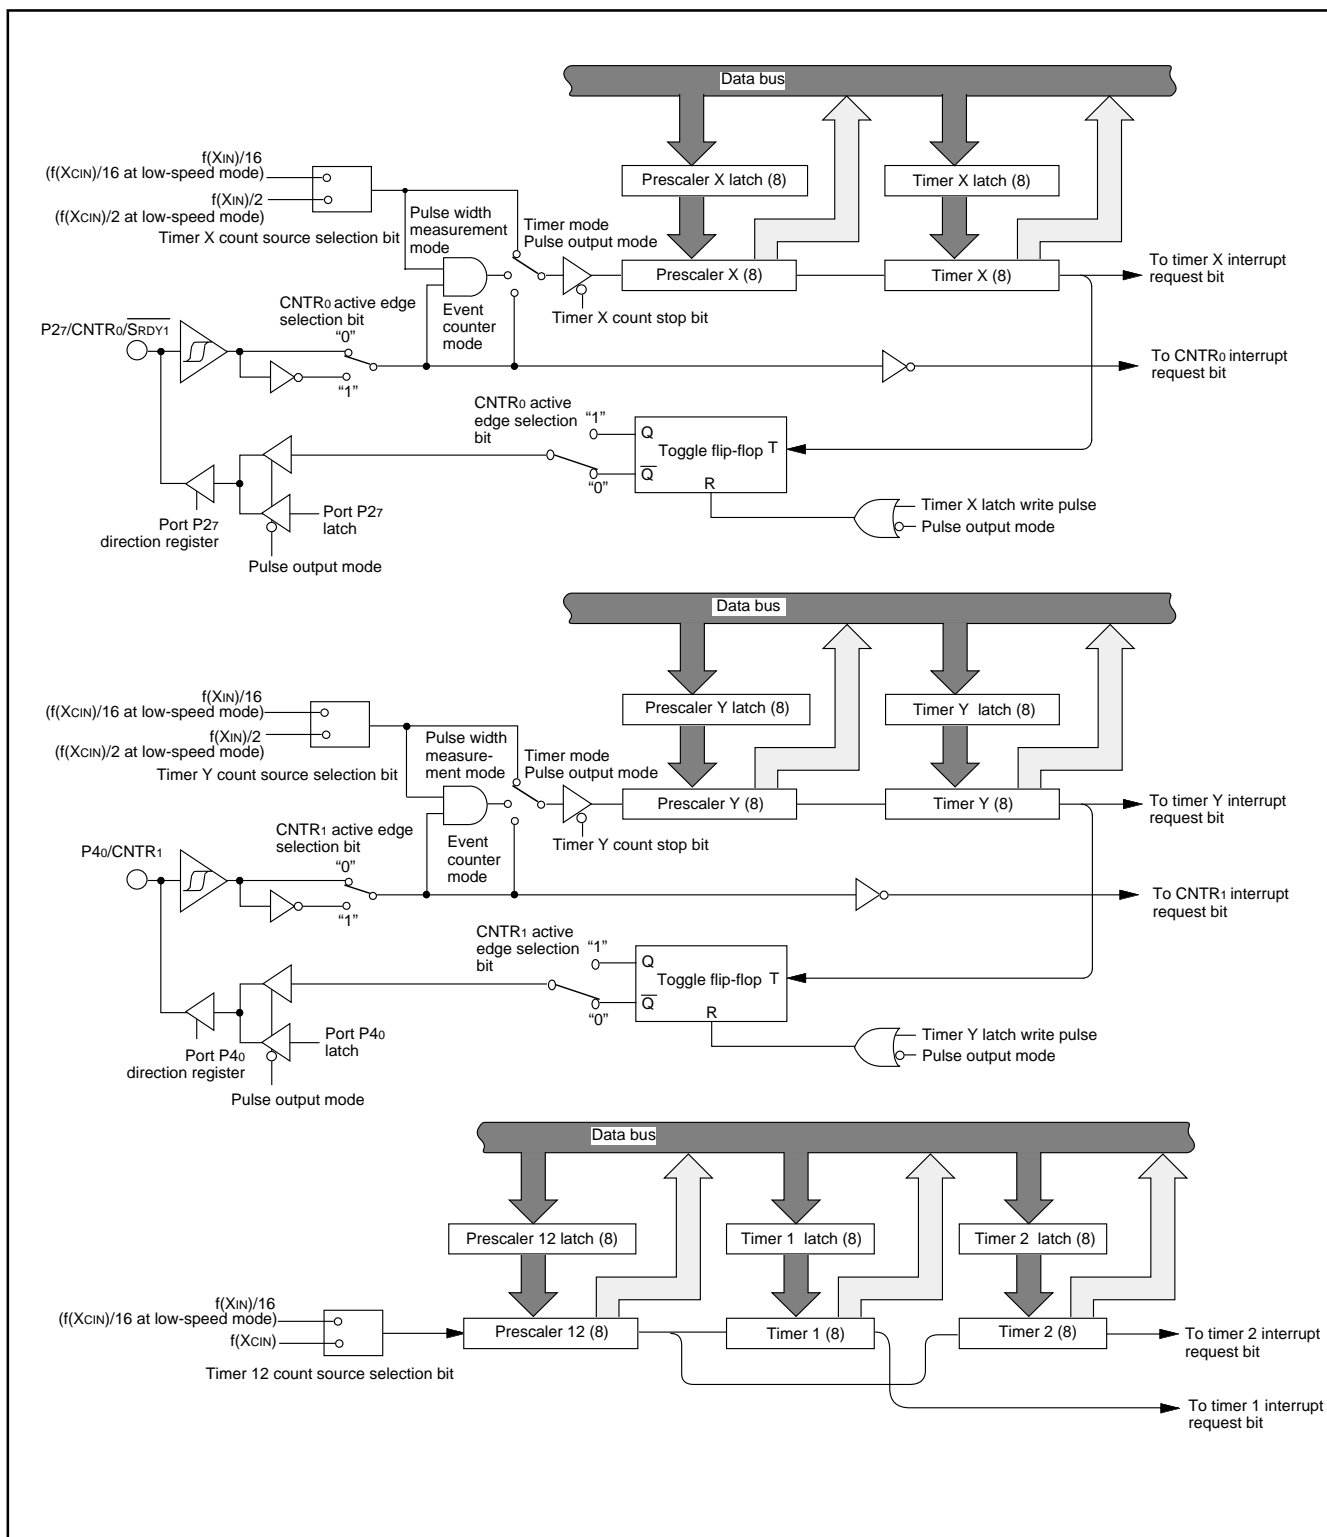 Data bus
f(XIN)/16
(f(XCIN)/16 at low-speed mode)
f(XIN)/2
(f(XCIN)/2 at low-speed mode)
Timer X count source selection bit
Prescaler X latch (8)
Timer X latch (8)
Pulse width
measurement
mode
Timer mode
Pulse output mode
Prescaler X (8)
Timer X (8)
To timer X interrupt
request bit
Timer X count stop bit
CNTR0 active edge
selection bit
Event
counter
mode
P27/CNTR0/SRDY1
“0”
“1”
To CNTR0 interrupt
request bit
CNTR0 active
edge selection
bit
“1”
“0”
Q
Toggle flip-flop
T
Q
R
Timer X latch write pulse
Pulse output mode
Port P27
direction register
Port P27
latch
Pulse output mode
Data bus
f(XIN)/16
(f(XCIN)/16 at low-speed mode)
f(XIN)/2
(f(XCIN)/2 at low-speed mode)
Timer Y count source selection bit
Prescaler Y latch (8)
Timer Y latch (8)
Pulse width
measure-
ment mode
Timer mode
Pulse output mode
Prescaler Y (8)
Timer Y (8)
To timer Y interrupt
request bit
Timer Y count stop bit
CNTR1 active edge
selection bit
Event
counter
mode
P40/CNTR1
“0”
“1”
To CNTR1 interrupt
request bit
CNTR1 active
edge selection
bit
“1”
“0”
Q
Toggle flip-flop
T
Q
R
Timer Y latch write pulse
Pulse output mode
Port P40
direction register
Port P40
latch
Pulse output mode
Data bus
Prescaler 12 latch (8)
Timer 1 latch (8)
Timer 2 latch (8)
f(XIN)/16
(f(XCIN)/16 at low-speed mode)
f(XCIN)
Timer 12 count source selection bit
Prescaler 12 (8)
Timer 1 (8)
Timer 2 (8)
To timer 2 interrupt
request bit
To timer 1 interrupt
request bit